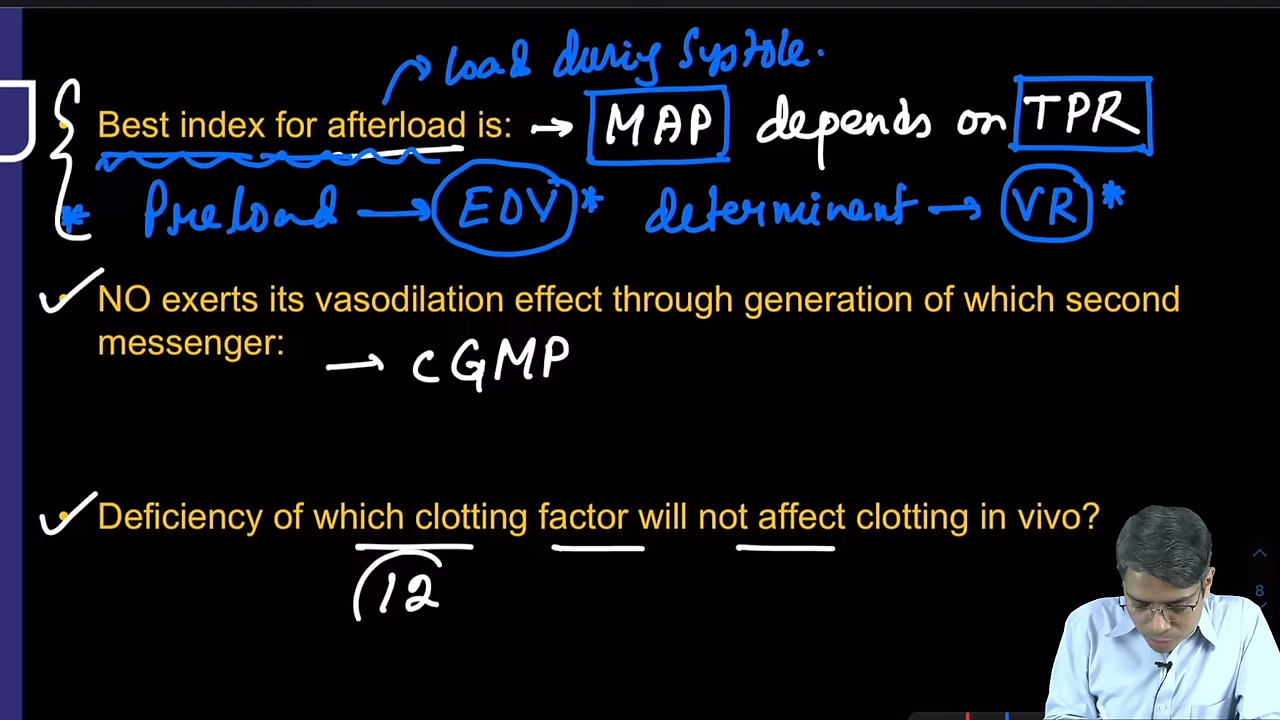 Load during Systole.
• Best index for afterload is: → MAP depends on TPR
* Preload → EDV * determinant → VR *
• NO exerts its vasodilation effect through generation of which second
messenger: → cGMP
• Deficiency of which clotting factor will not affect clotting in vivo?
12
8